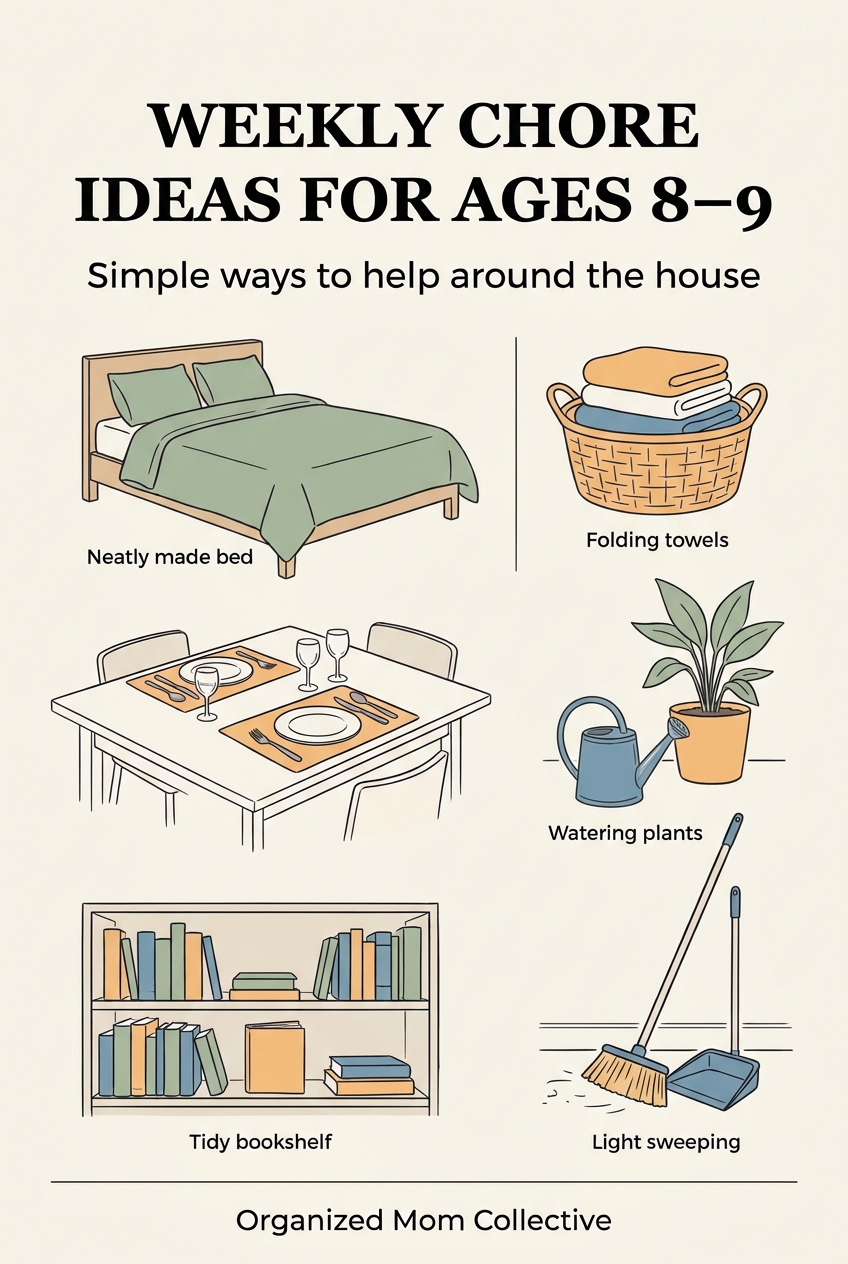 WEEKLY CHORE
IDEAS FOR AGES 8–9
Simple ways to help around the house
Neatly made bed
Folding towels
Watering plants
Tidy bookshelf
Light sweeping
Organized Mom Collective